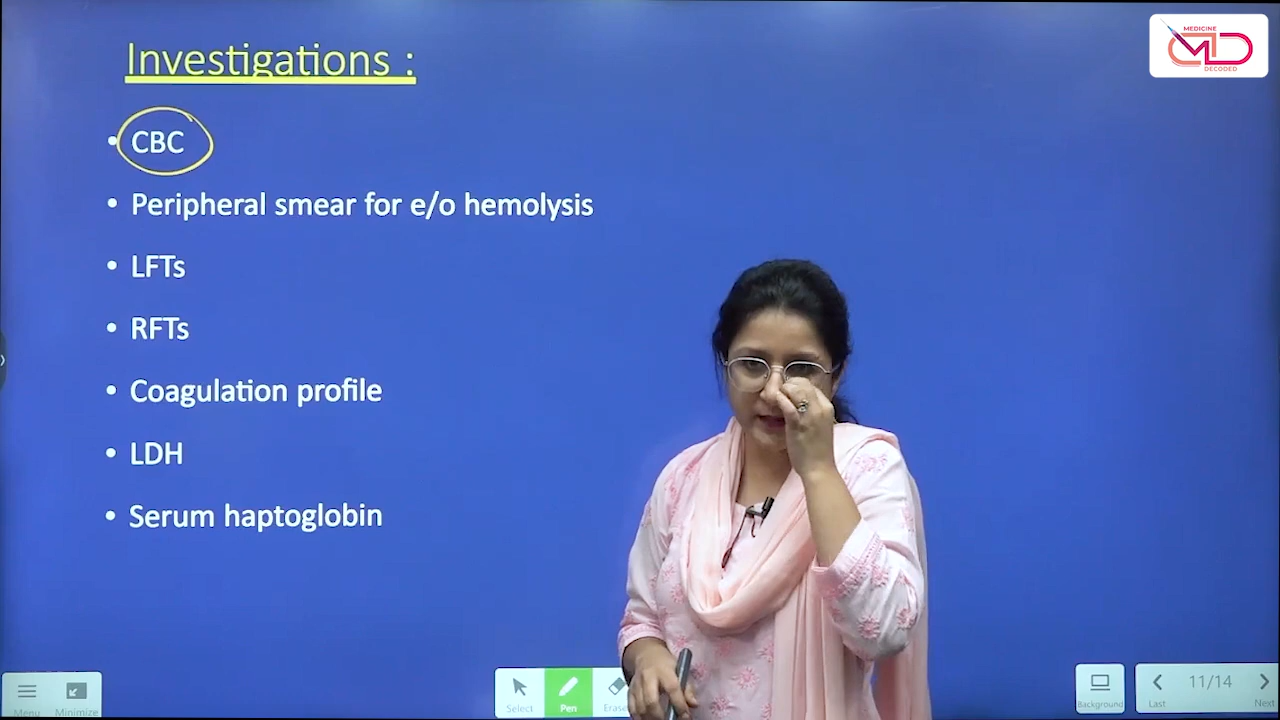 MEDICINE
MD
DECODED
Investigations :
• CBC
• Peripheral smear for e/o hemolysis
• LFTs
• RFTs
• Coagulation profile
• LDH
• Serum haptoglobin
Menu
Minimize
Select
Pen
Erase
Background
Last
11/14
Next